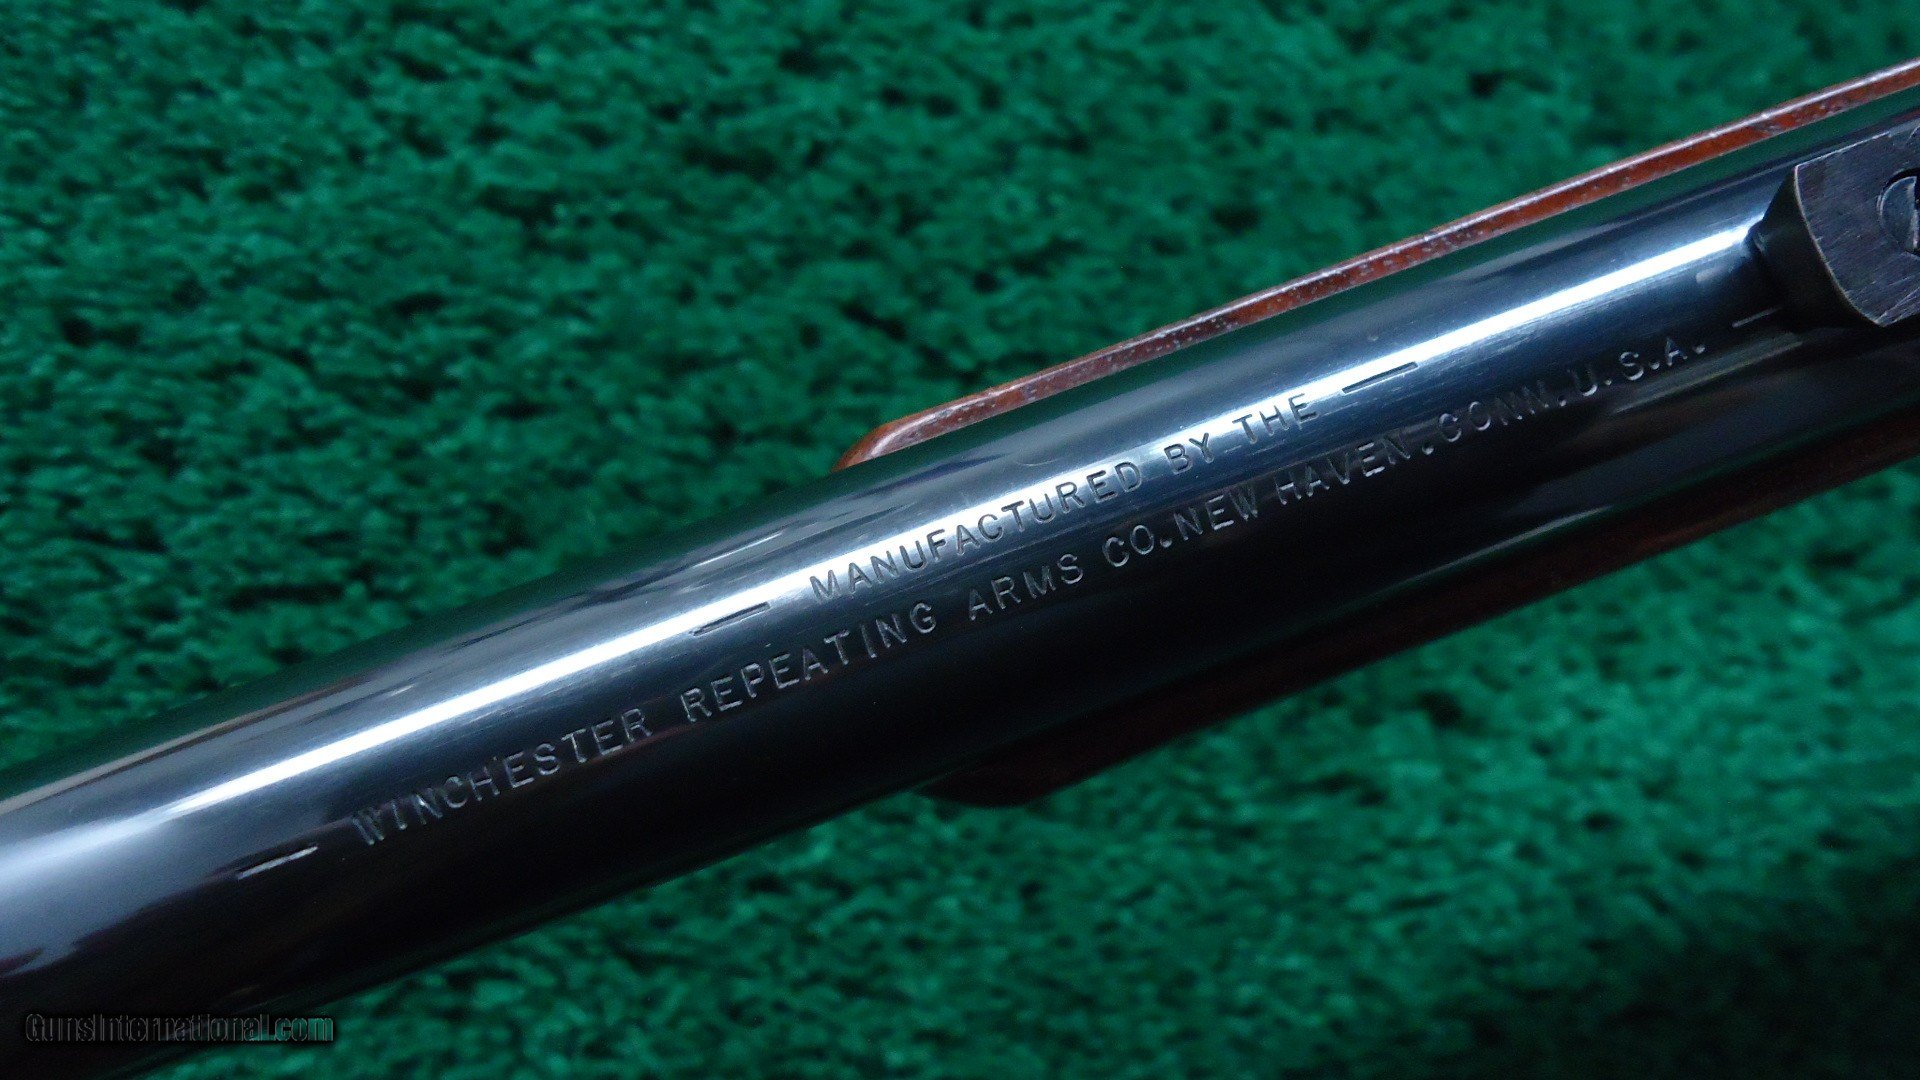 — MANUFACTURED BY THE —
— WINCHESTER REPEATING ARMS CO. NEW HAVEN. CONN. U.S.A. —
GunsInternational.com